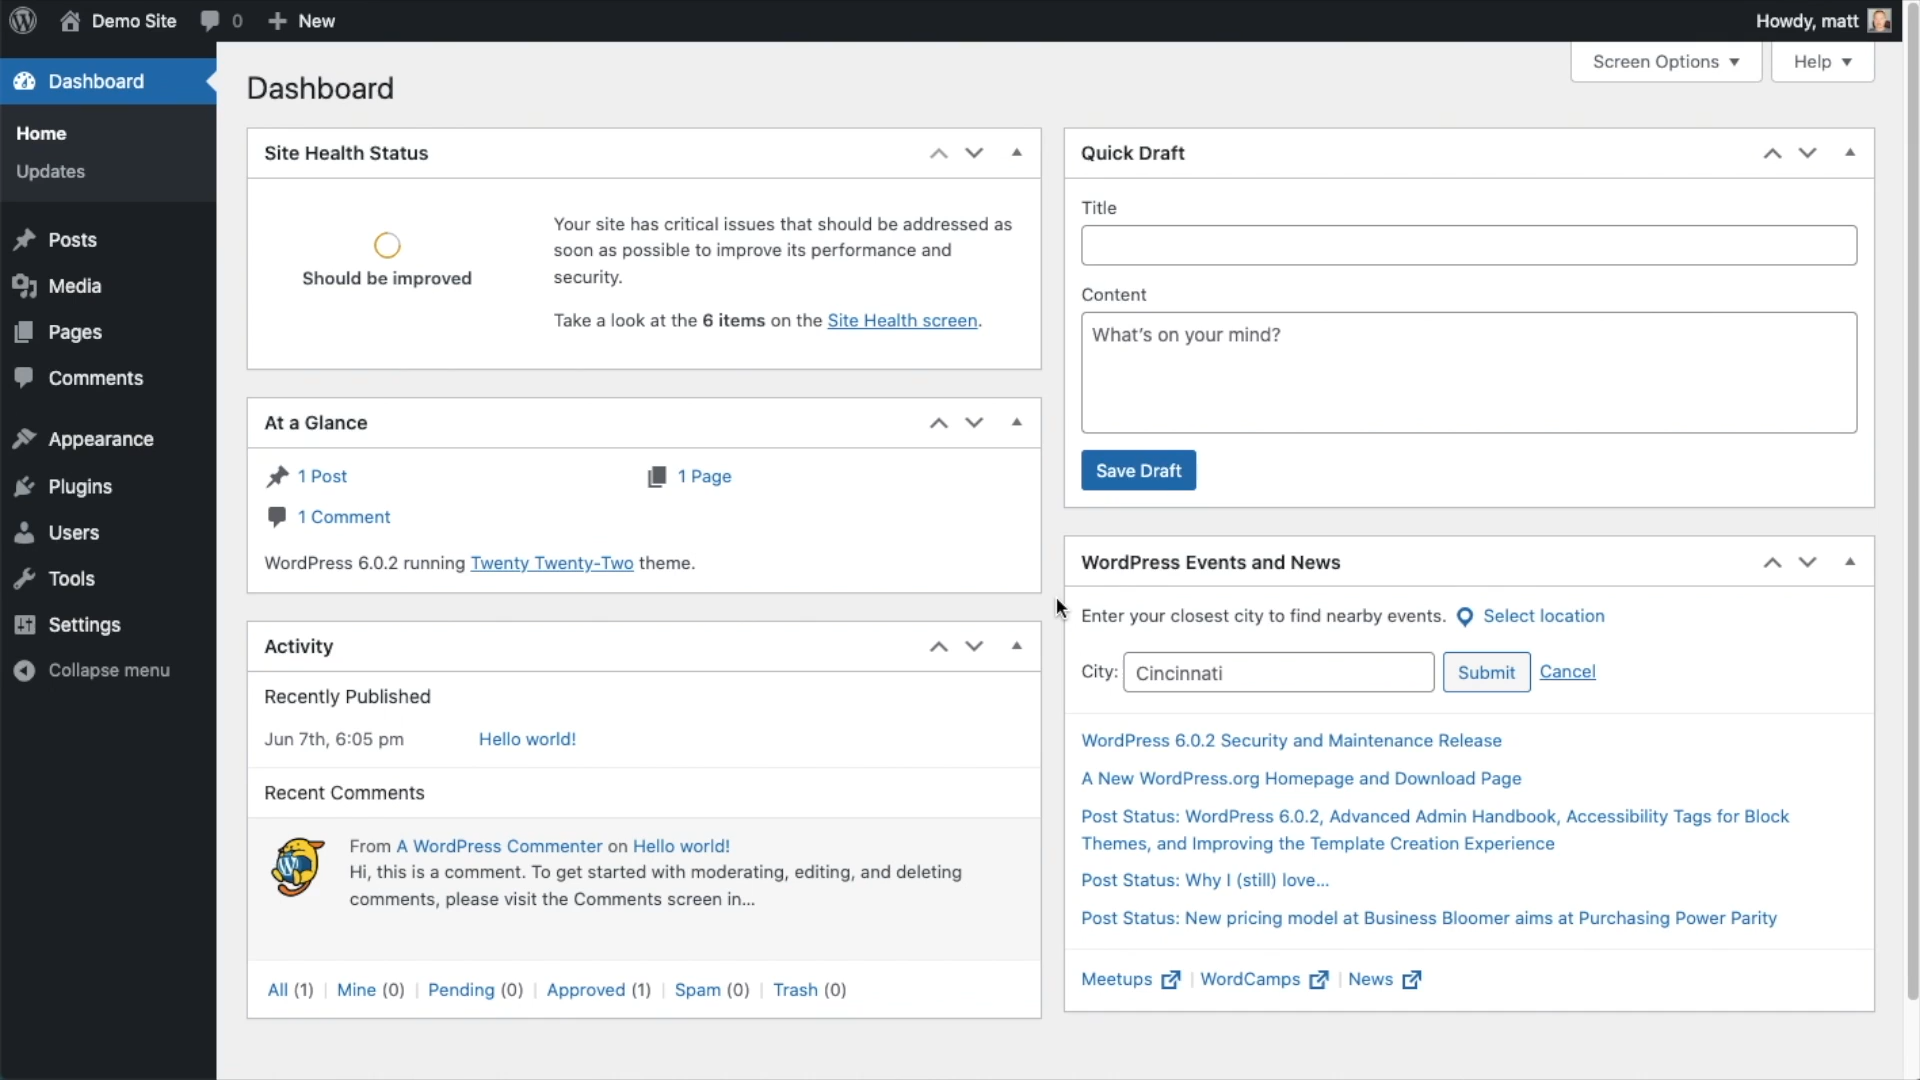 Demo Site
0
New
Howdy, matt
Screen Options
Help
Dashboard
Home
Updates
Posts
Media
Pages
Comments
Appearance
Plugins
Users
Tools
Settings
Collapse menu
Dashboard
Site Health Status
Should be improved
Your site has critical issues that should be addressed as
soon as possible to improve its performance and
security.
Take a look at the 6 items on the Site Health screen.
At a Glance
1 Post
1 Page
1 Comment
WordPress 6.0.2 running Twenty Twenty-Two theme.
Activity
Recently Published
Jun 7th, 6:05 pm Hello world!
Recent Comments
From A WordPress Commenter on Hello world!
Hi, this is a comment. To get started with moderating, editing, and deleting
comments, please visit the Comments screen in…
All (1) | Mine (0) | Pending (0) | Approved (1) | Spam (0) | Trash (0)
Quick Draft
Title
Content
What's on your mind?
Save Draft
WordPress Events and News
Enter your closest city to find nearby events. Select location
City: Cincinnati Submit Cancel
WordPress 6.0.2 Security and Maintenance Release
A New WordPress.org Homepage and Download Page
Post Status: WordPress 6.0.2, Advanced Admin Handbook, Accessibility Tags for Block
Themes, and Improving the Template Creation Experience
Post Status: Why I (still) love…
Post Status: New pricing model at Business Bloomer aims at Purchasing Power Parity
Meetups | WordCamps | News